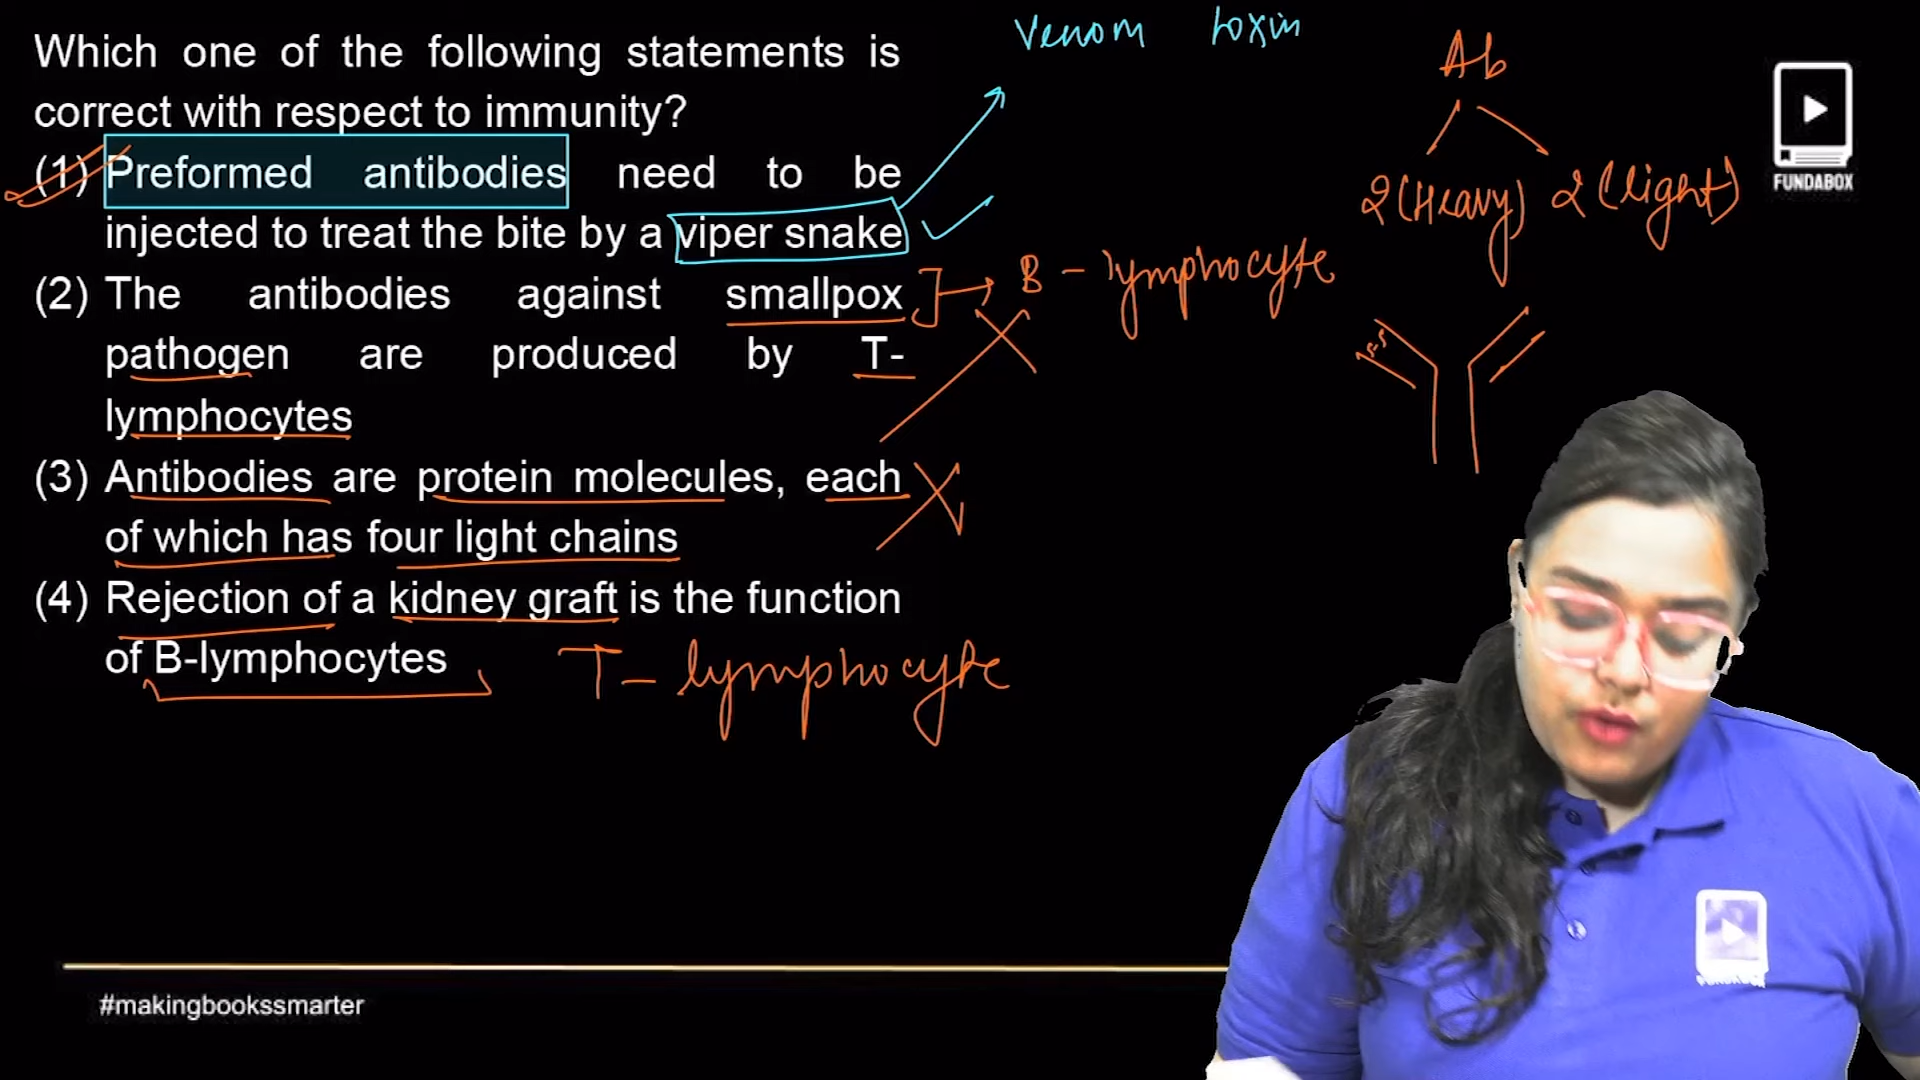 Which one of the following statements is
correct with respect to immunity?
(1) Preformed antibodies need to be
injected to treat the bite by a viper snake
(2) The antibodies against smallpox
pathogen are produced by T-
lymphocytes
(3) Antibodies are protein molecules, each
of which has four light chains
(4) Rejection of a kidney graft is the function
of B-lymphocytes
T- lymphocyte
Venom toxin
B - lymphocyte
Ab
2(Heavy) 2(light)
FUNDABOX
#makingbookssmarter